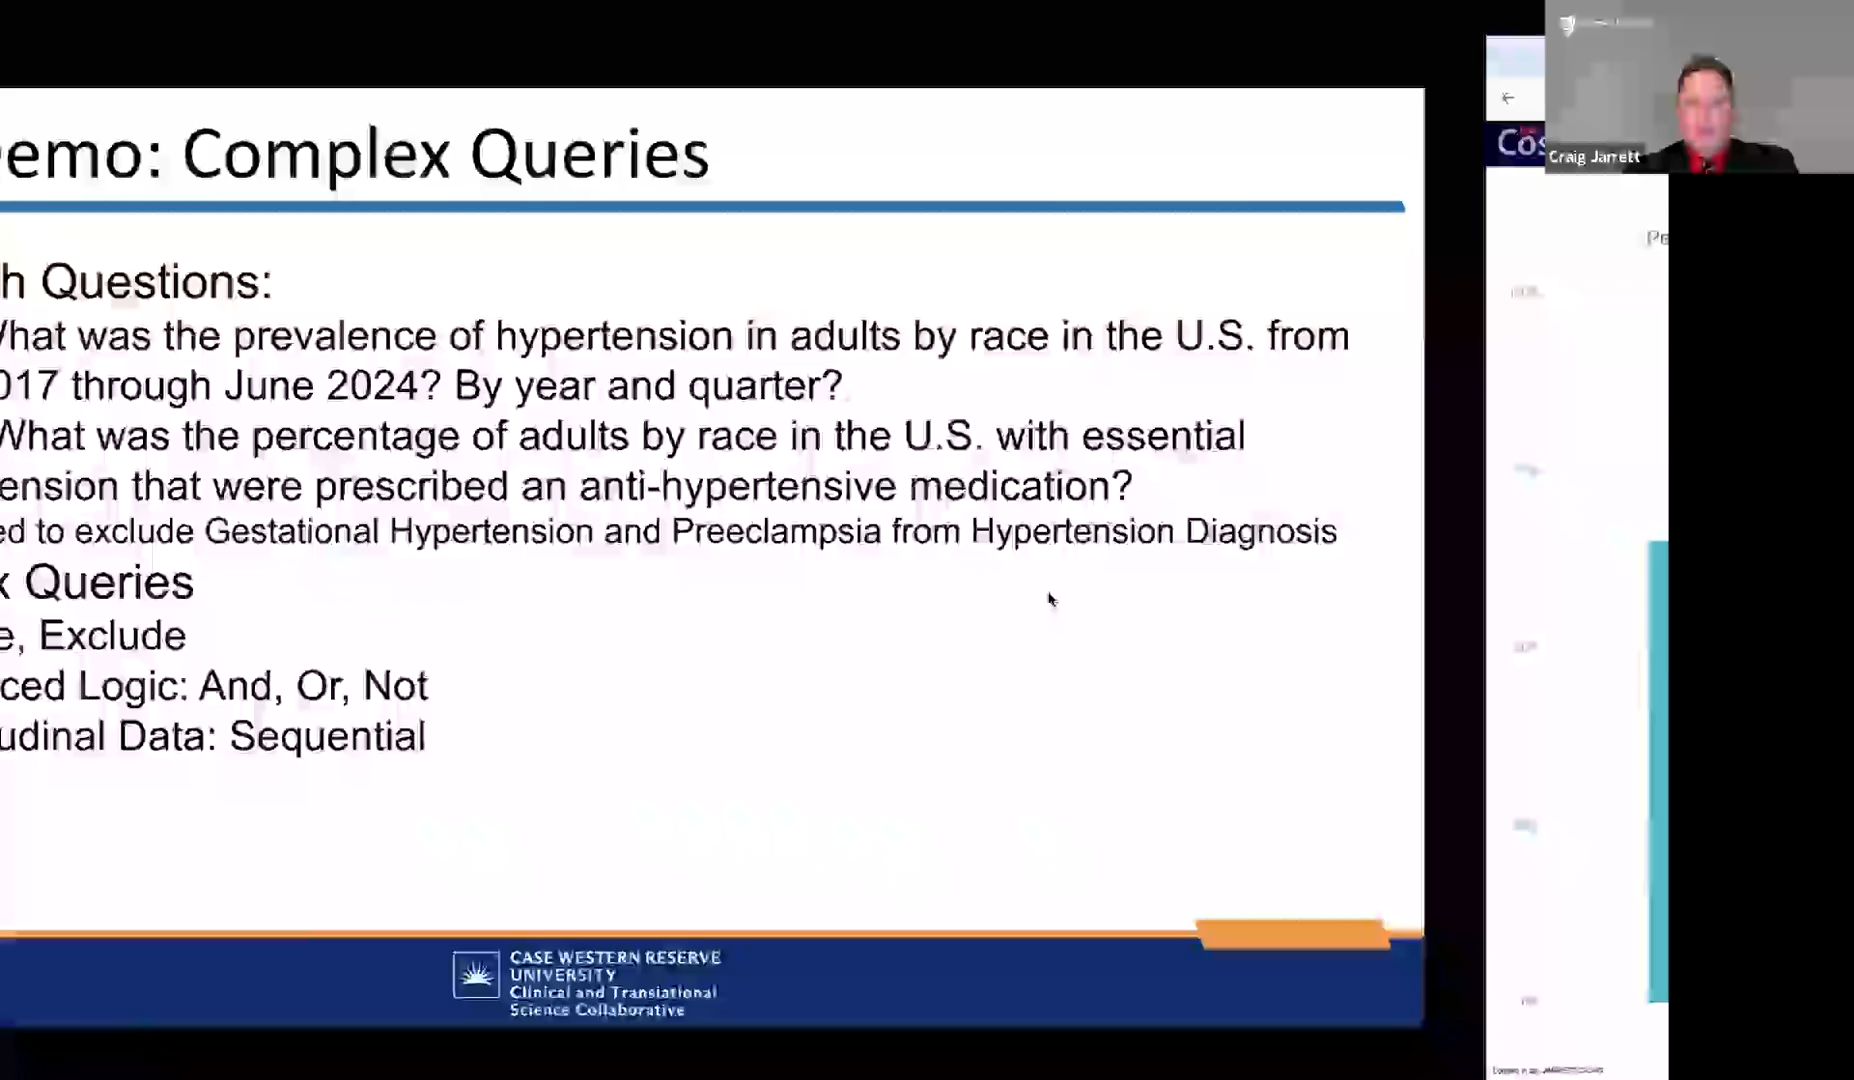 emo: Complex Queries
h Questions:
hat was the prevalence of hypertension in adults by race in the U.S. from
017 through June 2024? By year and quarter?
What was the percentage of adults by race in the U.S. with essential
ension that were prescribed an anti-hypertensive medication?
ed to exclude Gestational Hypertension and Preeclampsia from Hypertension Diagnosis
x Queries
e, Exclude
ced Logic: And, Or, Not
udinal Data: Sequential
CASE WESTERN RESERVE
UNIVERSITY
Clinical and Translational
Science Collaborative
Cos
Craig Jarrett
Pe